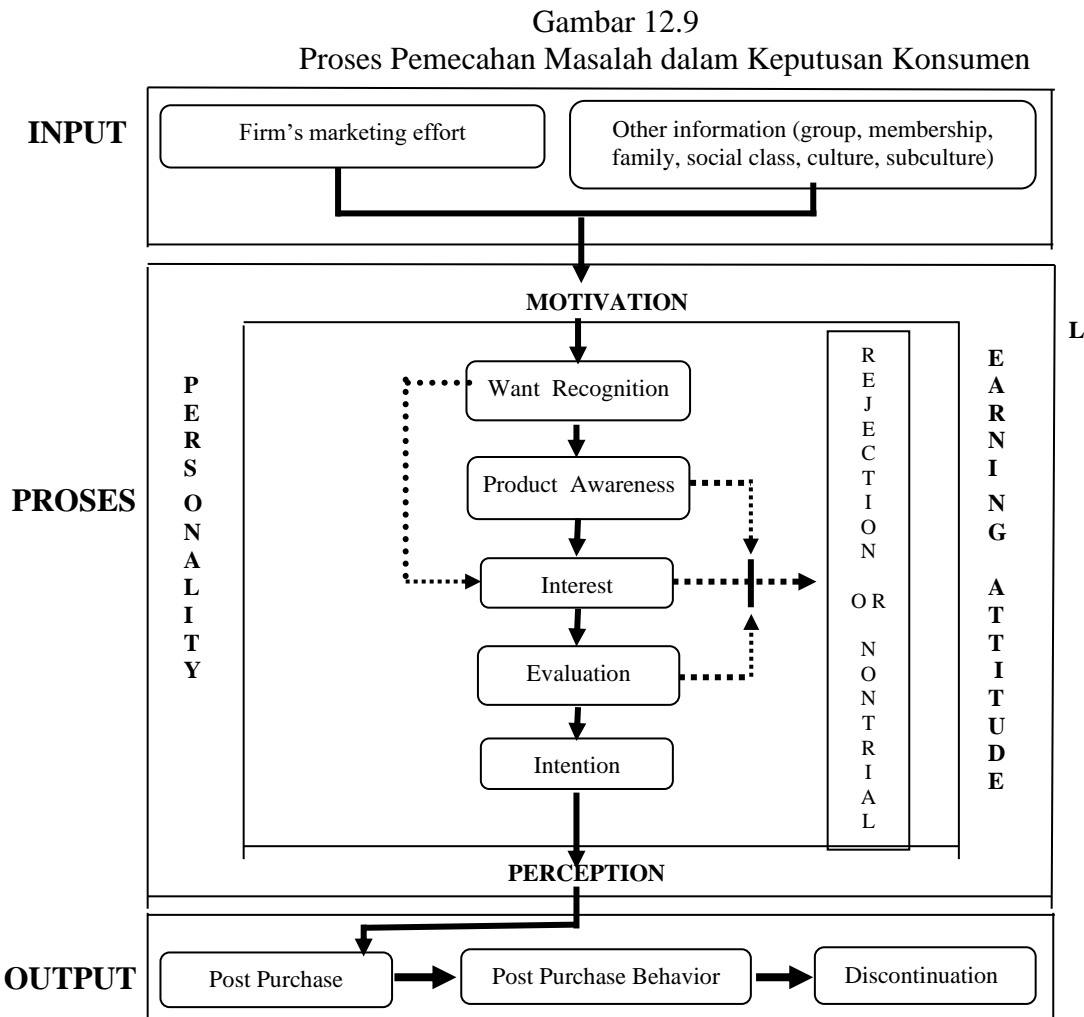 Gambar 12.9
Proses Pemecahan Masalah dalam Keputusan Konsumen
INPUT
Firm's marketing effort
Other information (group, membership,
family, social class, culture, subculture)
MOTIVATION
L
PERSONALITY
Want Recognition
REJECTION OR NONTRIAL
EARNING ATTITUDE
Product Awareness
PROSES
Interest
Evaluation
Intention
PERCEPTION
OUTPUT
Post Purchase
Post Purchase Behavior
Discontinuation